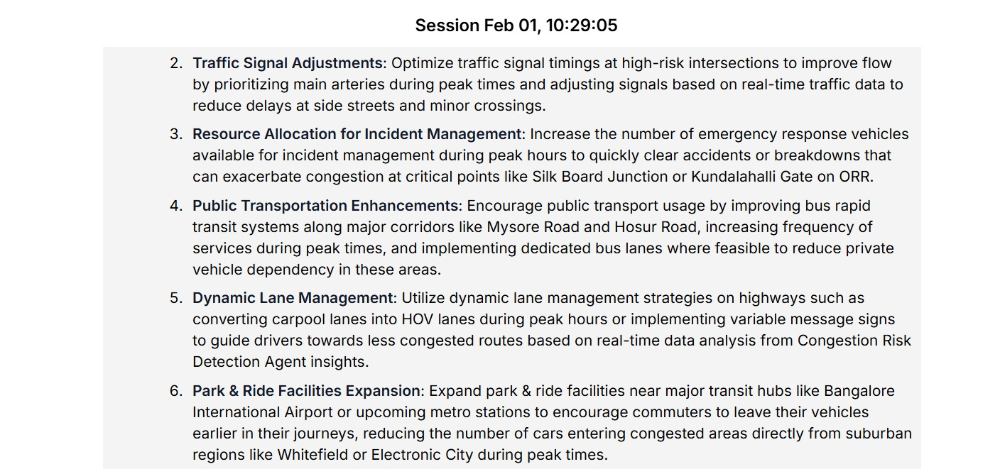 Session Feb 01, 10:29:05
2. Traffic Signal Adjustments: Optimize traffic signal timings at high-risk intersections to improve flow
by prioritizing main arteries during peak times and adjusting signals based on real-time traffic data to
reduce delays at side streets and minor crossings.
3. Resource Allocation for Incident Management: Increase the number of emergency response vehicles
available for incident management during peak hours to quickly clear accidents or breakdowns that
can exacerbate congestion at critical points like Silk Board Junction or Kundalahalli Gate on ORR.
4. Public Transportation Enhancements: Encourage public transport usage by improving bus rapid
transit systems along major corridors like Mysore Road and Hosur Road, increasing frequency of
services during peak times, and implementing dedicated bus lanes where feasible to reduce private
vehicle dependency in these areas.
5. Dynamic Lane Management: Utilize dynamic lane management strategies on highways such as
converting carpool lanes into HOV lanes during peak hours or implementing variable message signs
to guide drivers towards less congested routes based on real-time data analysis from Congestion Risk
Detection Agent insights.
6. Park & Ride Facilities Expansion: Expand park & ride facilities near major transit hubs like Bangalore
International Airport or upcoming metro stations to encourage commuters to leave their vehicles
earlier in their journeys, reducing the number of cars entering congested areas directly from suburban
regions like Whitefield or Electronic City during peak times.